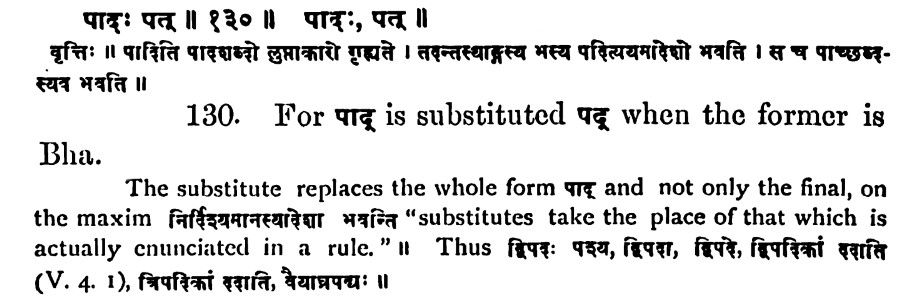 पादः पत् ॥ १३० ॥ पादः, पत् ॥
वृत्तिः ॥ पादिति पादशब्दो लुप्ताकारो गृह्यते । तदन्तस्याङ्गस्य भस्य पदित्ययमादेशो भवति । स च पाच्छब्द-
स्यैव भवति ॥
130. For पाद् is substituted पद् when the former is
Bha.
The substitute replaces the whole form पाद् and not only the final, on
the maxim निर्दिश्यमानस्यादेशा भवन्ति "substitutes take the place of that which is
actually enunciated in a rule." ॥ Thus द्विपदः पश्य, द्विपदा, द्विपदे, द्विपदिकां ददाति
(V. 4. 1), त्रिपदिकां ददाति, वैयाघ्रपद्यः ॥